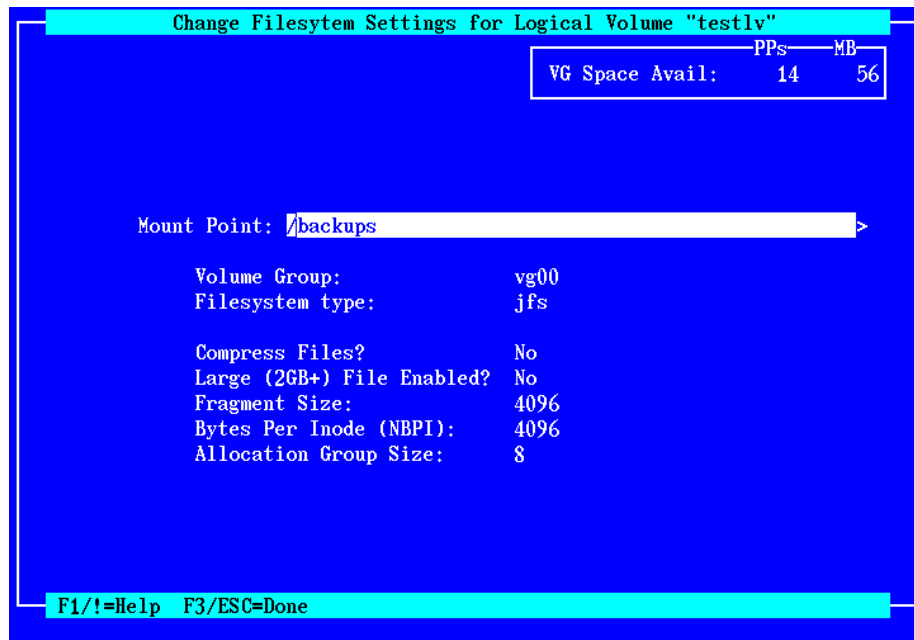 Change Filesytem Settings for Logical Volume "testlv"
PPs MB
VG Space Avail: 14 56
Mount Point: /backups >
Volume Group: vg00
Filesystem type: jfs
Compress Files? No
Large (2GB+) File Enabled? No
Fragment Size: 4096
Bytes Per Inode (NBPI): 4096
Allocation Group Size: 8
F1/!=Help F3/ESC=Done